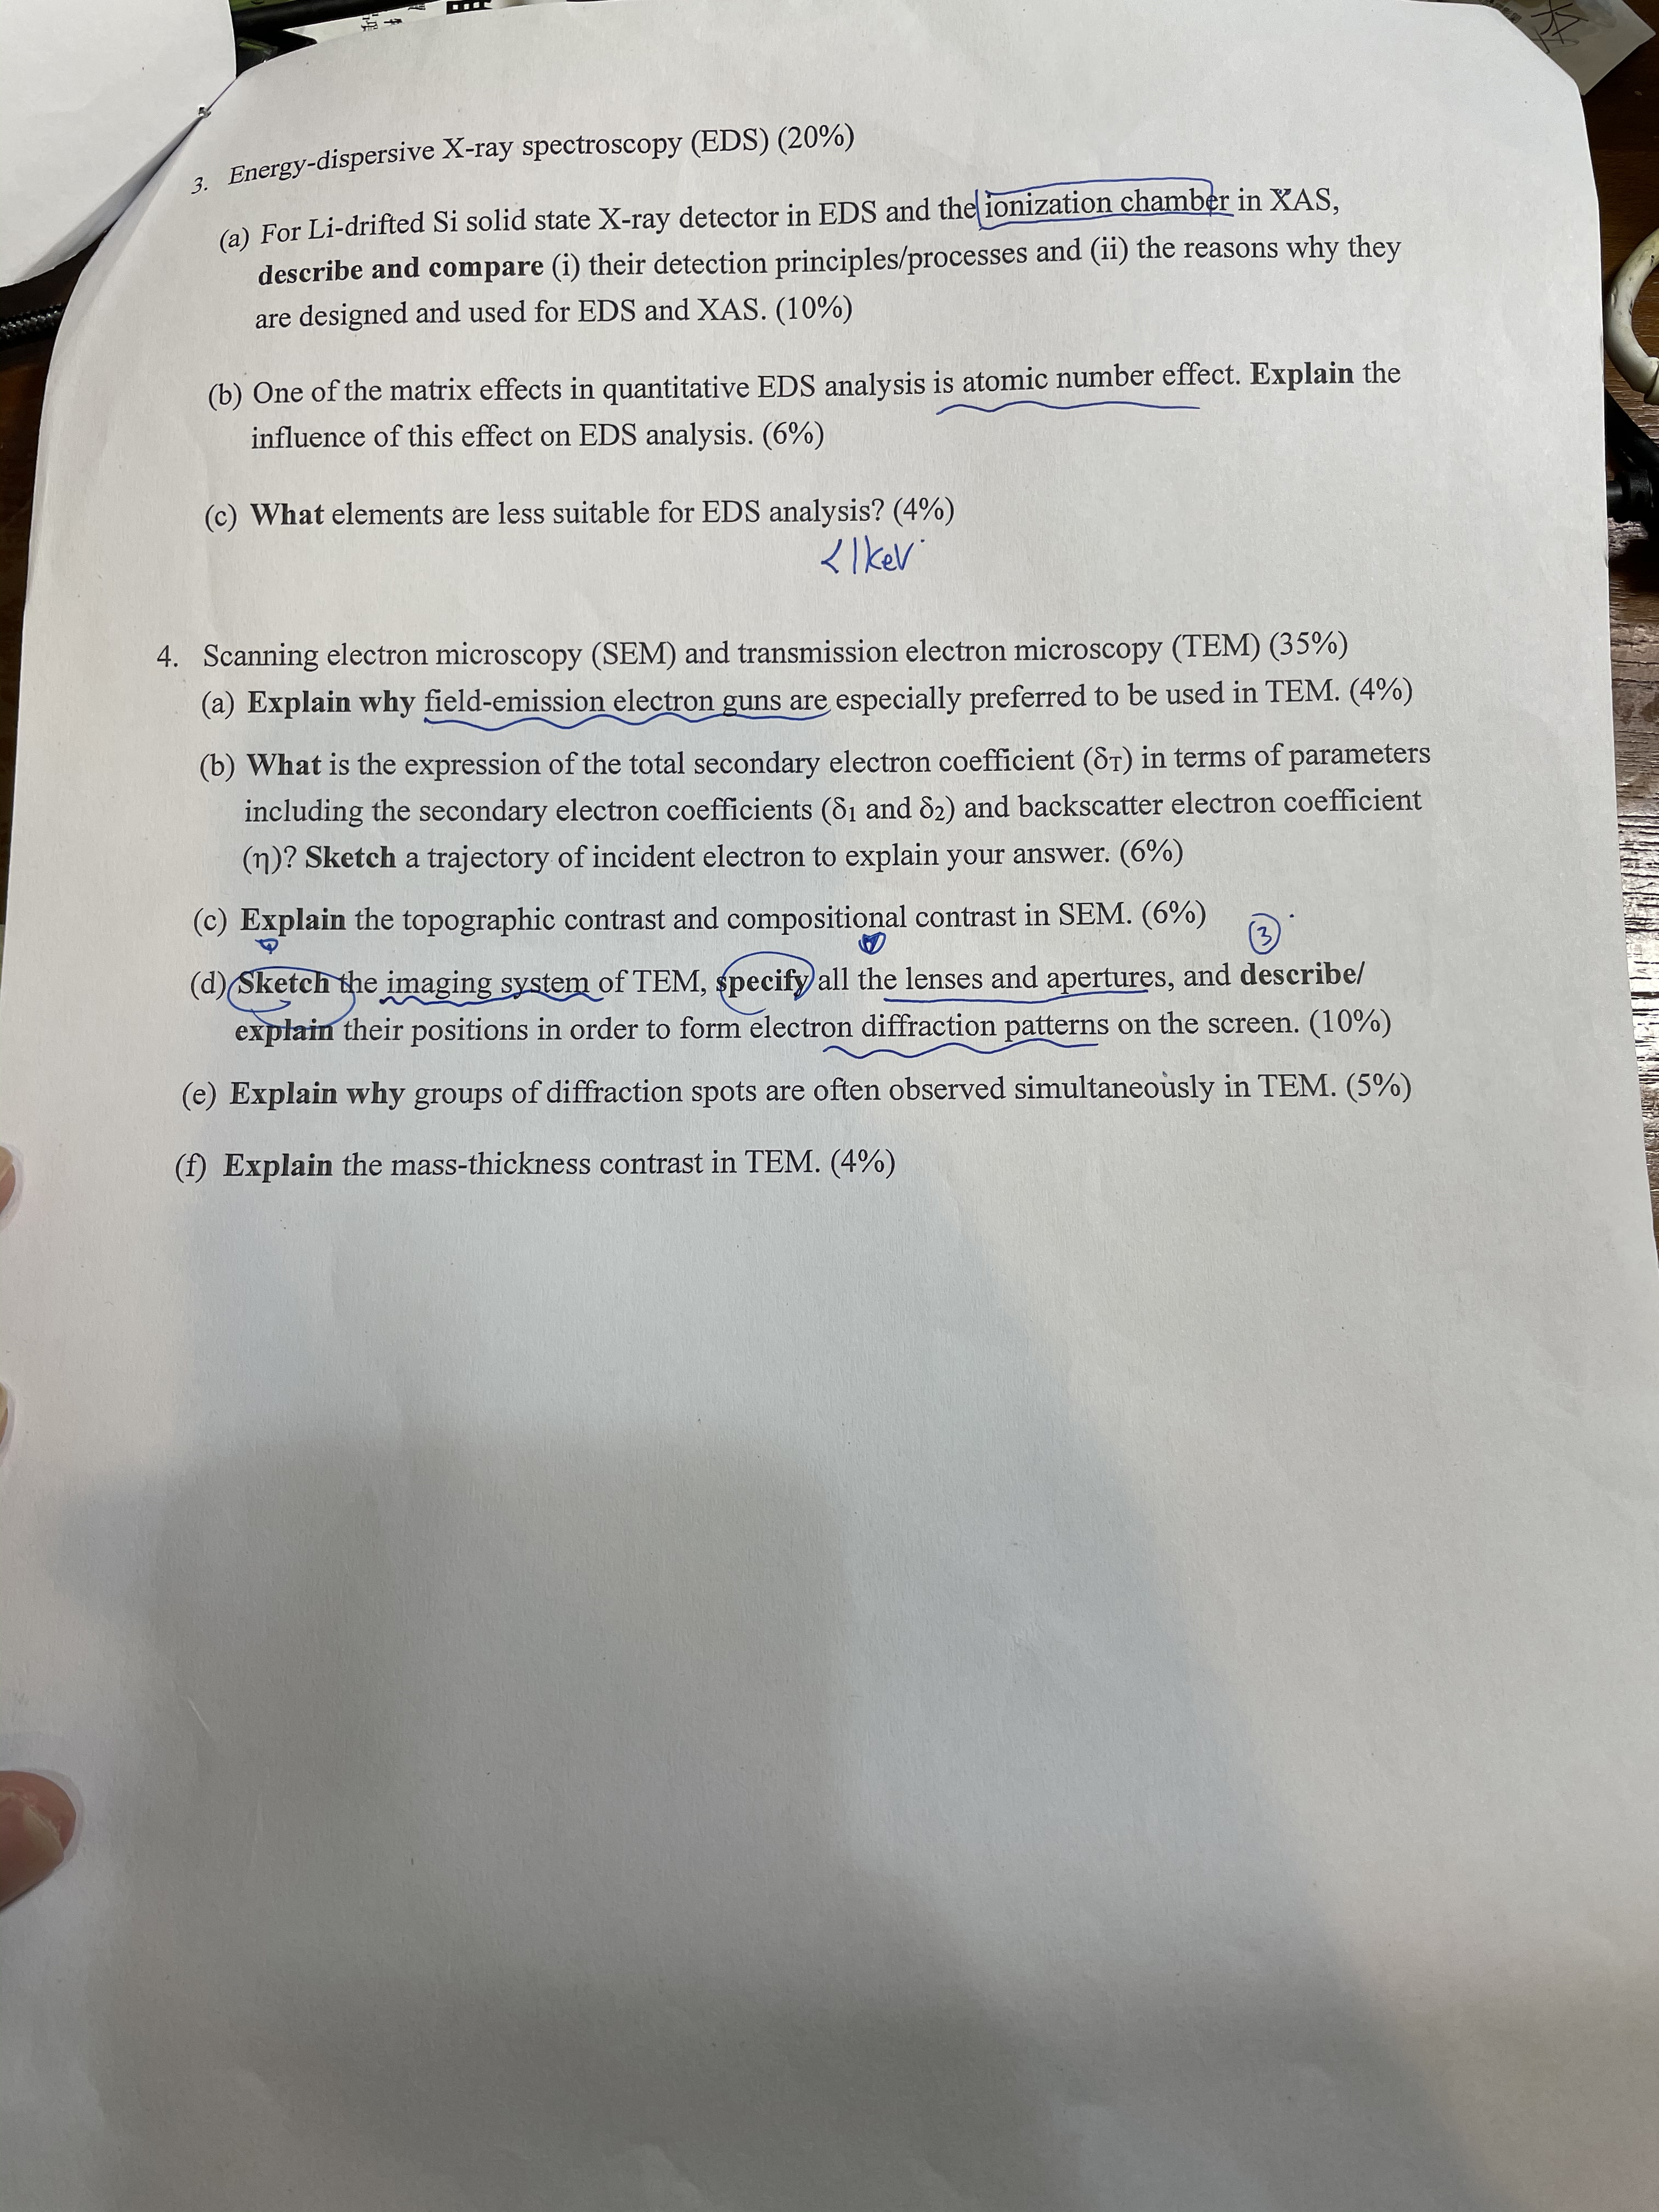 3. Energy-dispersive X-ray spectroscopy (EDS) (20%)
(a) For Li-drifted Si solid state X-ray detector in EDS and the ionization chamber in XAS,
describe and compare (i) their detection principles/processes and (ii) the reasons why they
are designed and used for EDS and XAS. (10%)
(b) One of the matrix effects in quantitative EDS analysis is atomic number effect. Explain the
influence of this effect on EDS analysis. (6%)
(c) What elements are less suitable for EDS analysis? (4%)
<1keV
4. Scanning electron microscopy (SEM) and transmission electron microscopy (TEM) (35%)
(a) Explain why field-emission electron guns are especially preferred to be used in TEM. (4%)
(b) What is the expression of the total secondary electron coefficient (δT) in terms of parameters
including the secondary electron coefficients (δ1 and δ2) and backscatter electron coefficient
(η)? Sketch a trajectory of incident electron to explain your answer. (6%)
(c) Explain the topographic contrast and compositional contrast in SEM. (6%)
3
(d) Sketch the imaging system of TEM, specify all the lenses and apertures, and describe/
explain their positions in order to form electron diffraction patterns on the screen. (10%)
(e) Explain why groups of diffraction spots are often observed simultaneously in TEM. (5%)
(f) Explain the mass-thickness contrast in TEM. (4%)